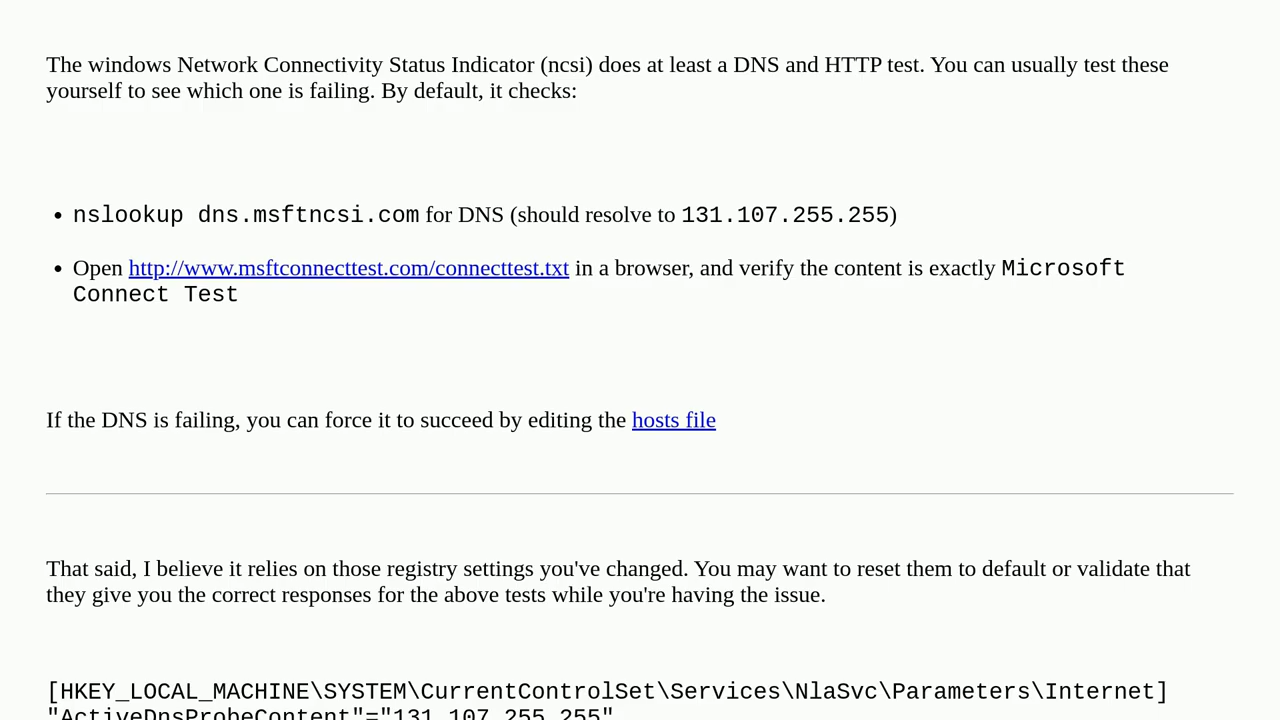 The windows Network Connectivity Status Indicator (ncsi) does at least a DNS and HTTP test. You can usually test these
yourself to see which one is failing. By default, it checks:
• nslookup dns.msftncsi.com for DNS (should resolve to 131.107.255.255)
• Open http://www.msftconnecttest.com/connecttest.txt in a browser, and verify the content is exactly Microsoft
Connect Test
If the DNS is failing, you can force it to succeed by editing the hosts file
That said, I believe it relies on those registry settings you've changed. You may want to reset them to default or validate that
they give you the correct responses for the above tests while you're having the issue.
[HKEY_LOCAL_MACHINE\SYSTEM\CurrentControlSet\Services\NlaSvc\Parameters\Internet]
"ActiveDnsProbeContent"="131.107.255.255"